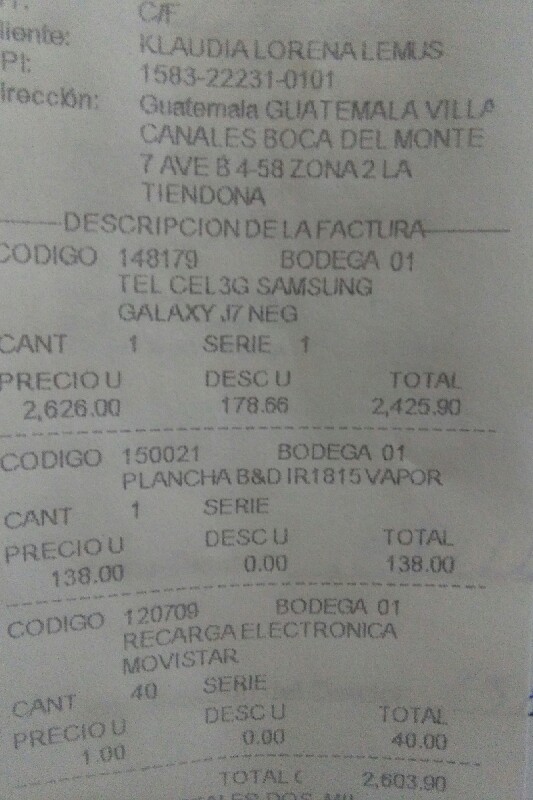 C/F
liente: KLAUDIA LORENA LEMUS
PI: 1583-22231-0101
irección: Guatemala GUATEMALA VILLA
CANALES BOCA DEL MONTE
7 AVE B 4-58 ZONA 2 LA
TIENDONA
DESCRIPCION DE LA FACTURA
CODIGO 148179 BODEGA 01
TEL CEL 3G SAMSUNG
GALAXY J7 NEG
CANT 1 SERIE 1
PRECIO U DESC U TOTAL
2,626.00 178.66 2,425.90
CODIGO 150021 BODEGA 01
PLANCHA B&D IR1815 VAPOR
CANT 1 SERIE
PRECIO U DESC U TOTAL
138.00 0.00 138.00
CODIGO 120709 BODEGA 01
RECARGA ELECTRONICA
MOVISTAR
CANT 40 SERIE
PRECIO U DESC U TOTAL
1.00 0.00 40.00
TOTAL 2,603.90